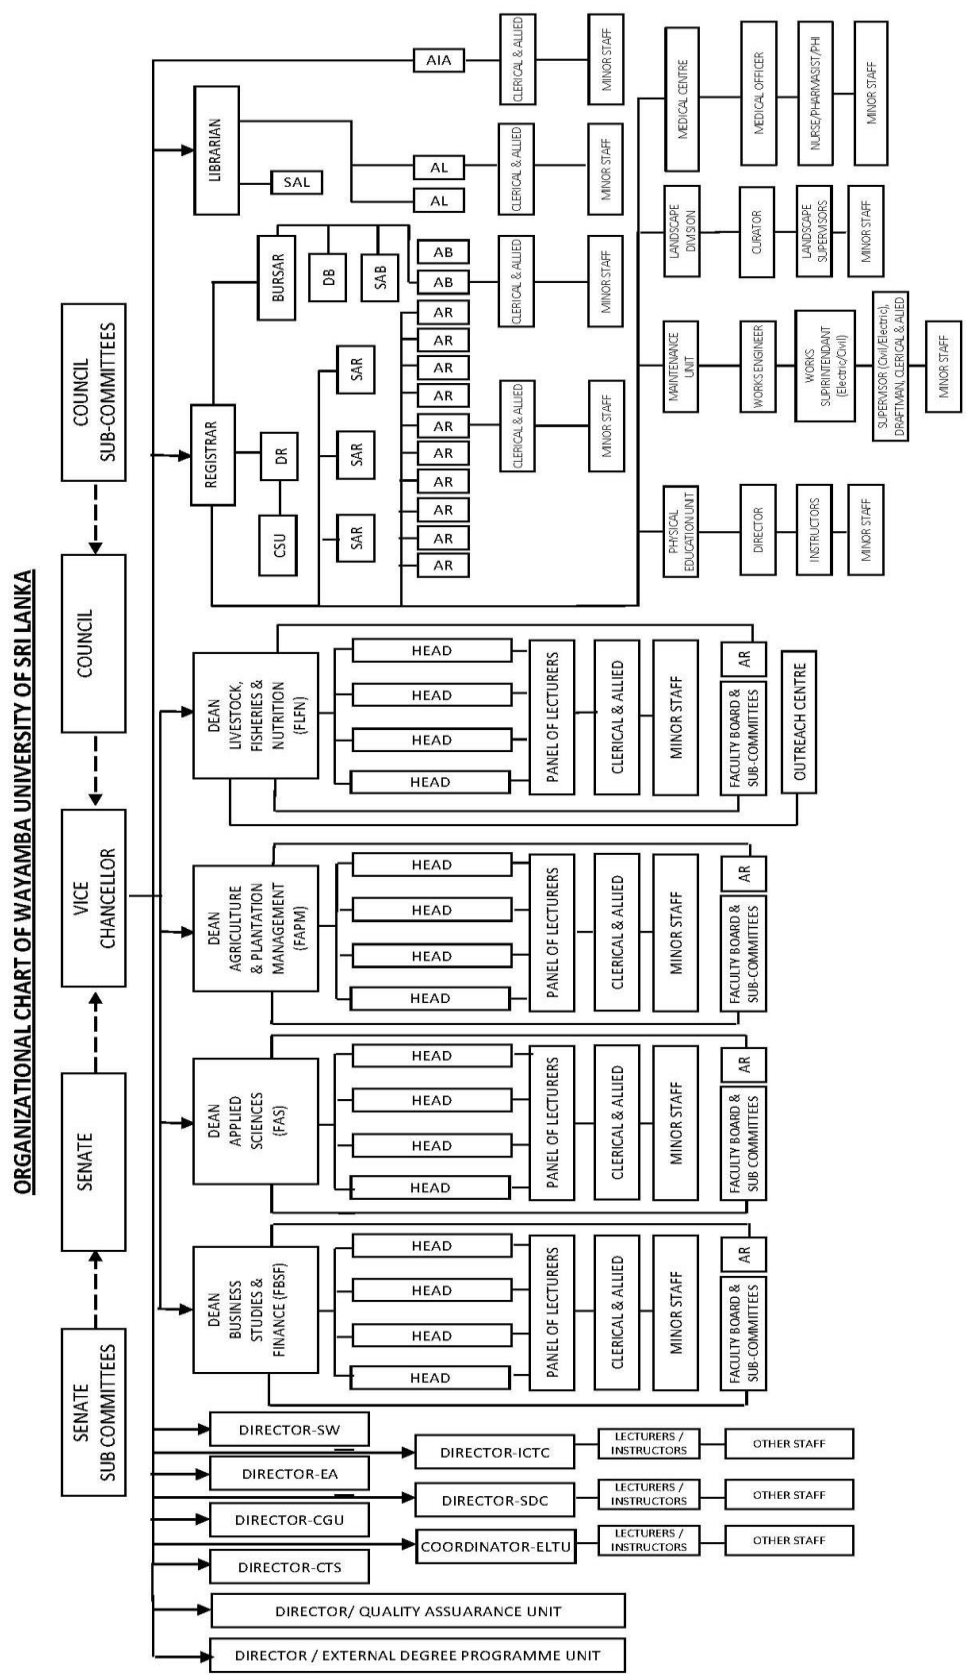 ORGANIZATIONAL CHART OF WAYAMBA UNIVERSITY OF SRI LANKA
SENATE
SUB COMMITTEES
SENATE
VICE
CHANCELLOR
COUNCIL
COUNCIL
SUB-COMMITTEES
DIRECTOR / EXTERNAL DEGREE PROGRAMME UNIT
DIRECTOR/ QUALITY ASSUARANCE UNIT
DIRECTOR-CTS
DIRECTOR-CGU
DIRECTOR-EA
DIRECTOR-SW
COORDINATOR-ELTU
LECTURERS /
INSTRUCTORS
OTHER STAFF
DIRECTOR-SDC
LECTURERS /
INSTRUCTORS
OTHER STAFF
DIRECTOR-ICTC
LECTURERS /
INSTRUCTORS
OTHER STAFF
DEAN
BUSINESS
STUDIES &
FINANCE (FBSF)
HEAD
HEAD
HEAD
HEAD
PANEL OF LECTURERS
CLERICAL & ALLIED
MINOR STAFF
FACULTY BOARD &
SUB-COMMITTEES
AR
DEAN
APPLIED
SCIENCES
(FAS)
HEAD
HEAD
HEAD
HEAD
PANEL OF LECTURERS
CLERICAL & ALLIED
MINOR STAFF
FACULTY BOARD &
SUB COMMITTEES
AR
DEAN
AGRICULTURE
& PLANTATION
MANAGEMENT
(FAPM)
HEAD
HEAD
HEAD
HEAD
PANEL OF LECTURERS
CLERICAL & ALLIED
MINOR STAFF
FACULTY BOARD &
SUB-COMMITTEES
AR
DEAN
LIVESTOCK,
FISHERIES &
NUTRITION
(FLFN)
HEAD
HEAD
HEAD
HEAD
PANEL OF LECTURERS
CLERICAL & ALLIED
MINOR STAFF
FACULTY BOARD &
SUB-COMMITTEES
AR
OUTREACH CENTRE
REGISTRAR
CSU
DR
SAR
SAR
SAR
AR
AR
AR
AR
AR
AR
AR
AR
AR
AR
CLERICAL & ALLIED
MINOR STAFF
BURSAR
DB
SAB
AB
AB
CLERICAL & ALLIED
MINOR STAFF
LIBRARIAN
SAL
AL
AL
CLERICAL & ALLIED
MINOR STAFF
AIA
CLERICAL & ALLIED
MINOR STAFF
PHYSICAL
EDUCATION UNIT
DIRECTOR
INSTRUCTORS
MINOR STAFF
MAINTENANCE
UNIT
WORKS ENGINEER
WORKS
SUPIRINTENDANT
(Electric/Civil)
SUPERVISOR (Civil/Electric),
DRAFTMAN, CLERICAL & ALIED
MINOR STAFF
LANDSCAPE
DIVISION
CURATOR
LANDSCAPE
SUPERVISORS
MINOR STAFF
MEDICAL CENTRE
MEDICAL OFFICER
NURSE/PHARMASIST/PHI
MINOR STAFF